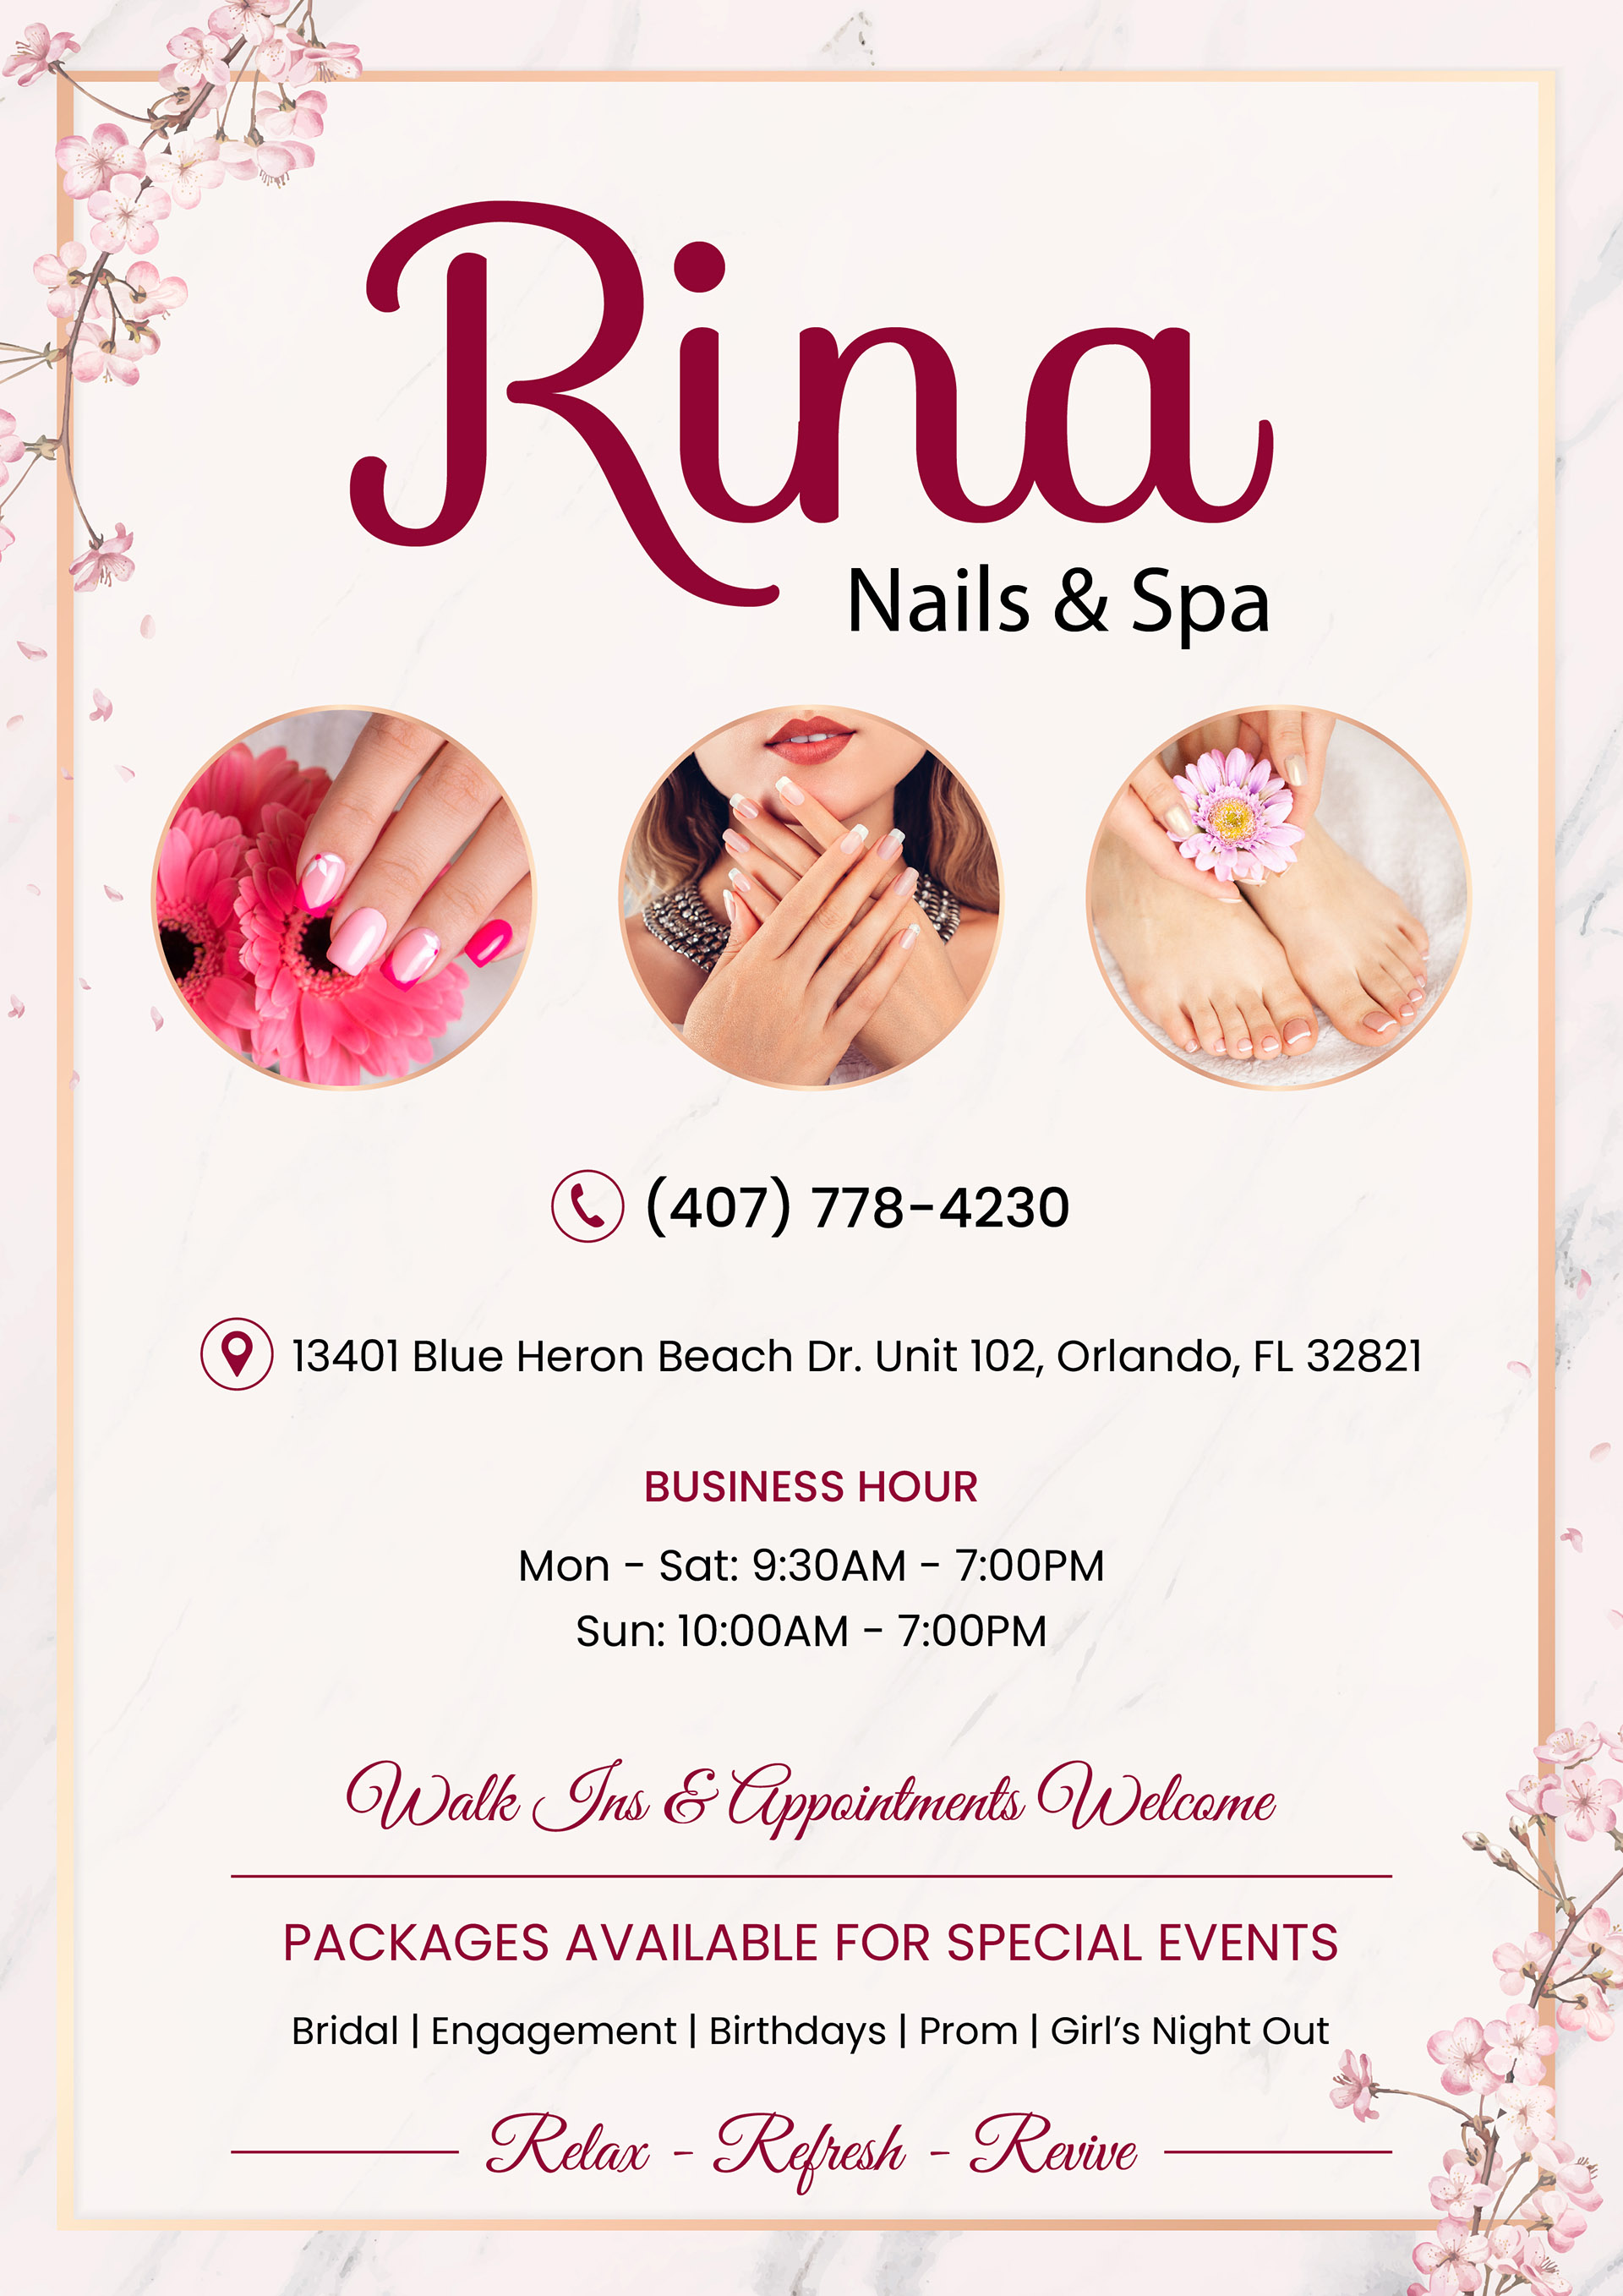 Rina
Nails & Spa
(407) 778-4230
13401 Blue Heron Beach Dr. Unit 102, Orlando, FL 32821
BUSINESS HOUR
Mon - Sat: 9:30AM - 7:00PM
Sun: 10:00AM - 7:00PM
Walk Ins & Appointments Welcome
PACKAGES AVAILABLE FOR SPECIAL EVENTS
Bridal | Engagement | Birthdays | Prom | Girl's Night Out
Relax - Refresh - Revive